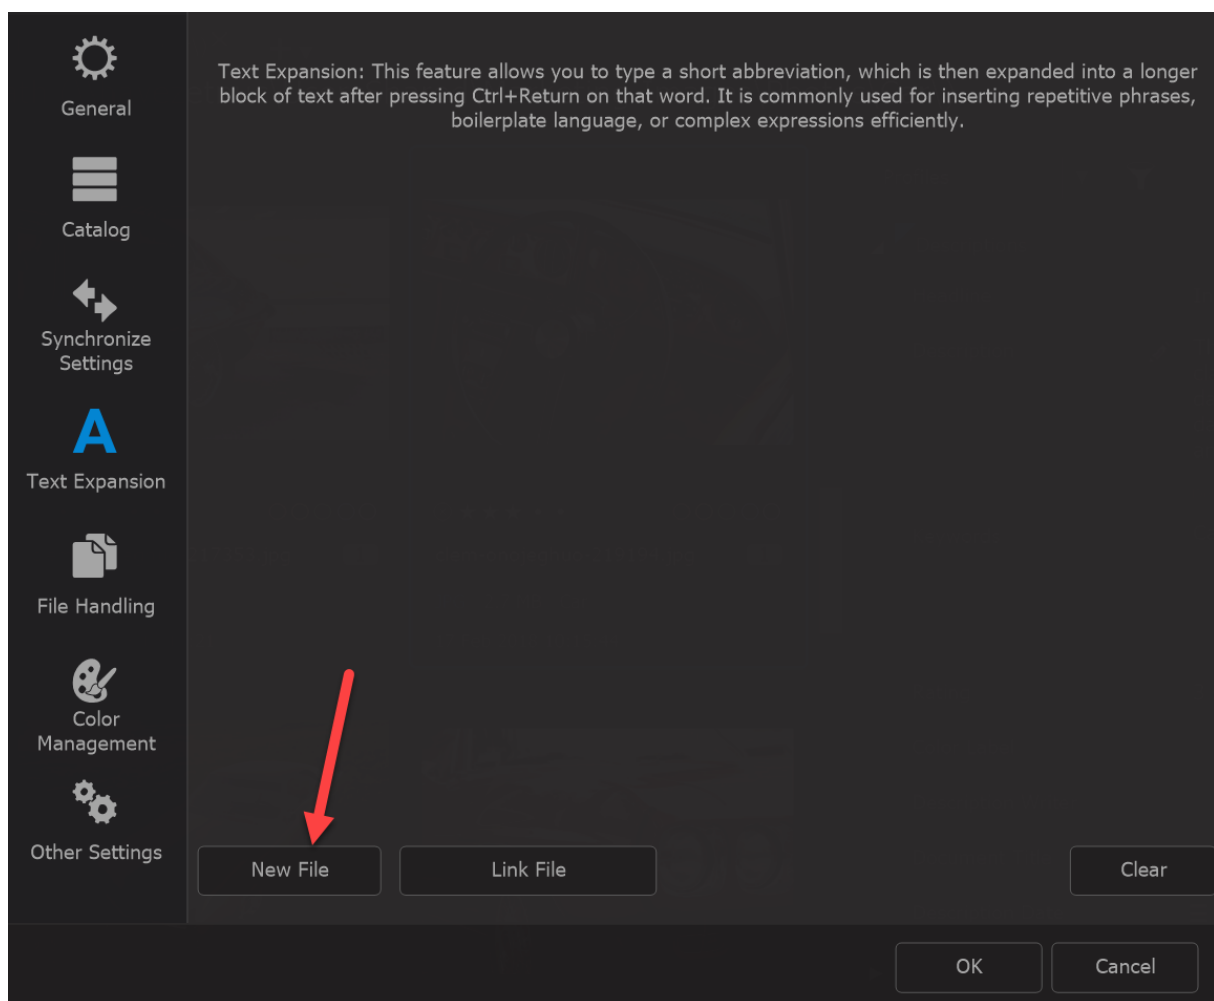 General
Catalog
Synchronize
Settings
A
Text Expansion
File Handling
Color
Management
Other Settings
Text Expansion: This feature allows you to type a short abbreviation, which is then expanded into a longer
block of text after pressing Ctrl+Return on that word. It is commonly used for inserting repetitive phrases,
boilerplate language, or complex expressions efficiently.
New File
Link File
Clear
OK
Cancel